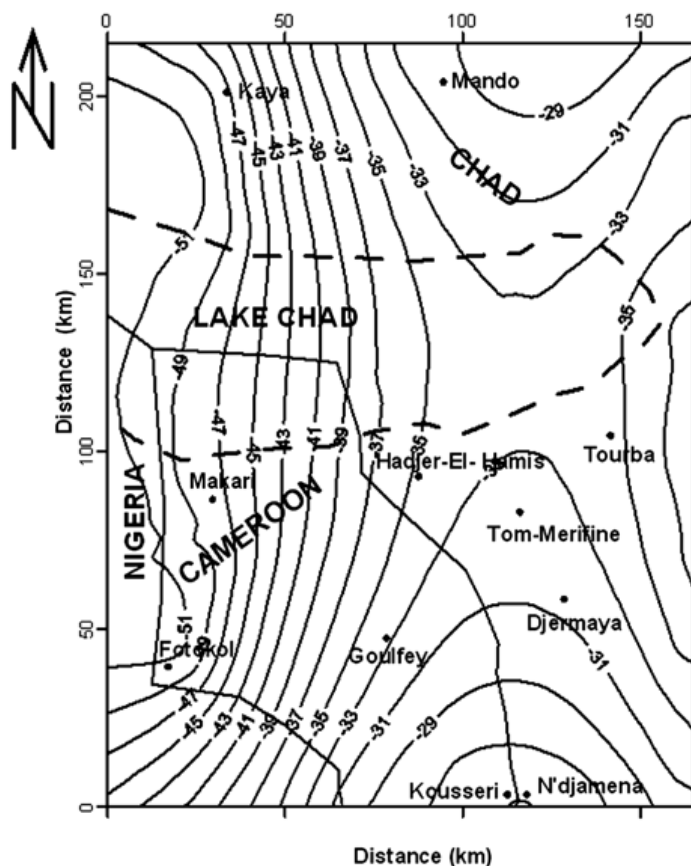 0 50 100 150
N
200
150
100
50
0
Distance (km)
Kaya
Mando
-47
-45
-43
-41
-39
-37
-35
-33
-29
-31
CHAD
-33
-51
LAKE CHAD
-35
-49
-47
-45
-43
-41
-39
-37
-35
Hadjer-El- Hamis
Tourba
Makari
NIGERIA
CAMEROON
Tom-Merifine
Djermaya
-51
Fotokol
Goulfey
-31
-47
-45
-43
-41
-39
-37
-35
-33
-31
-29
Kousseri
N'djamena
Distance (km)